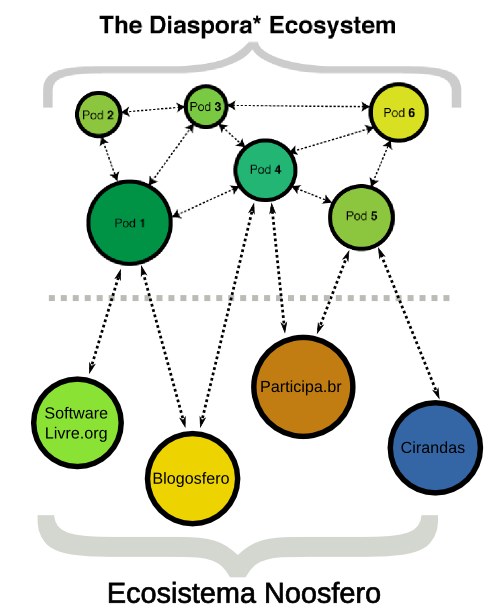 The Diaspora* Ecosystem
Pod 2
Pod 3
Pod 6
Pod 4
Pod 1
Pod 5
Participa.br
Software
Livre.org
Cirandas
Blogosfero
Ecosistema Noosfero